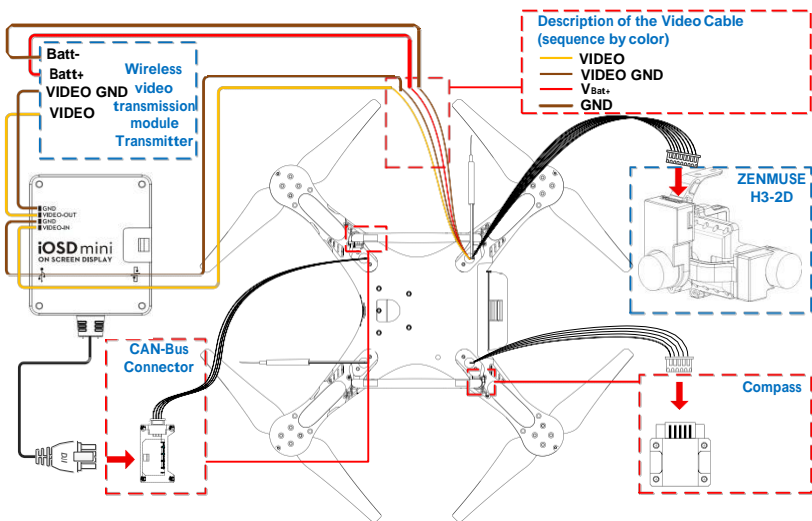 Batt-
Batt+
VIDEO GND
VIDEO
Wireless
video
transmission
module
Transmitter
Description of the Video Cable
(sequence by color)
VIDEO
VIDEO GND
VBat+
GND
ZENMUSE
H3-2D
GND
VIDEO-OUT
GND
VIDEO-IN
iOSD mini
ON SCREEN DISPLAY
CAN-Bus
Connector
DJI
Compass